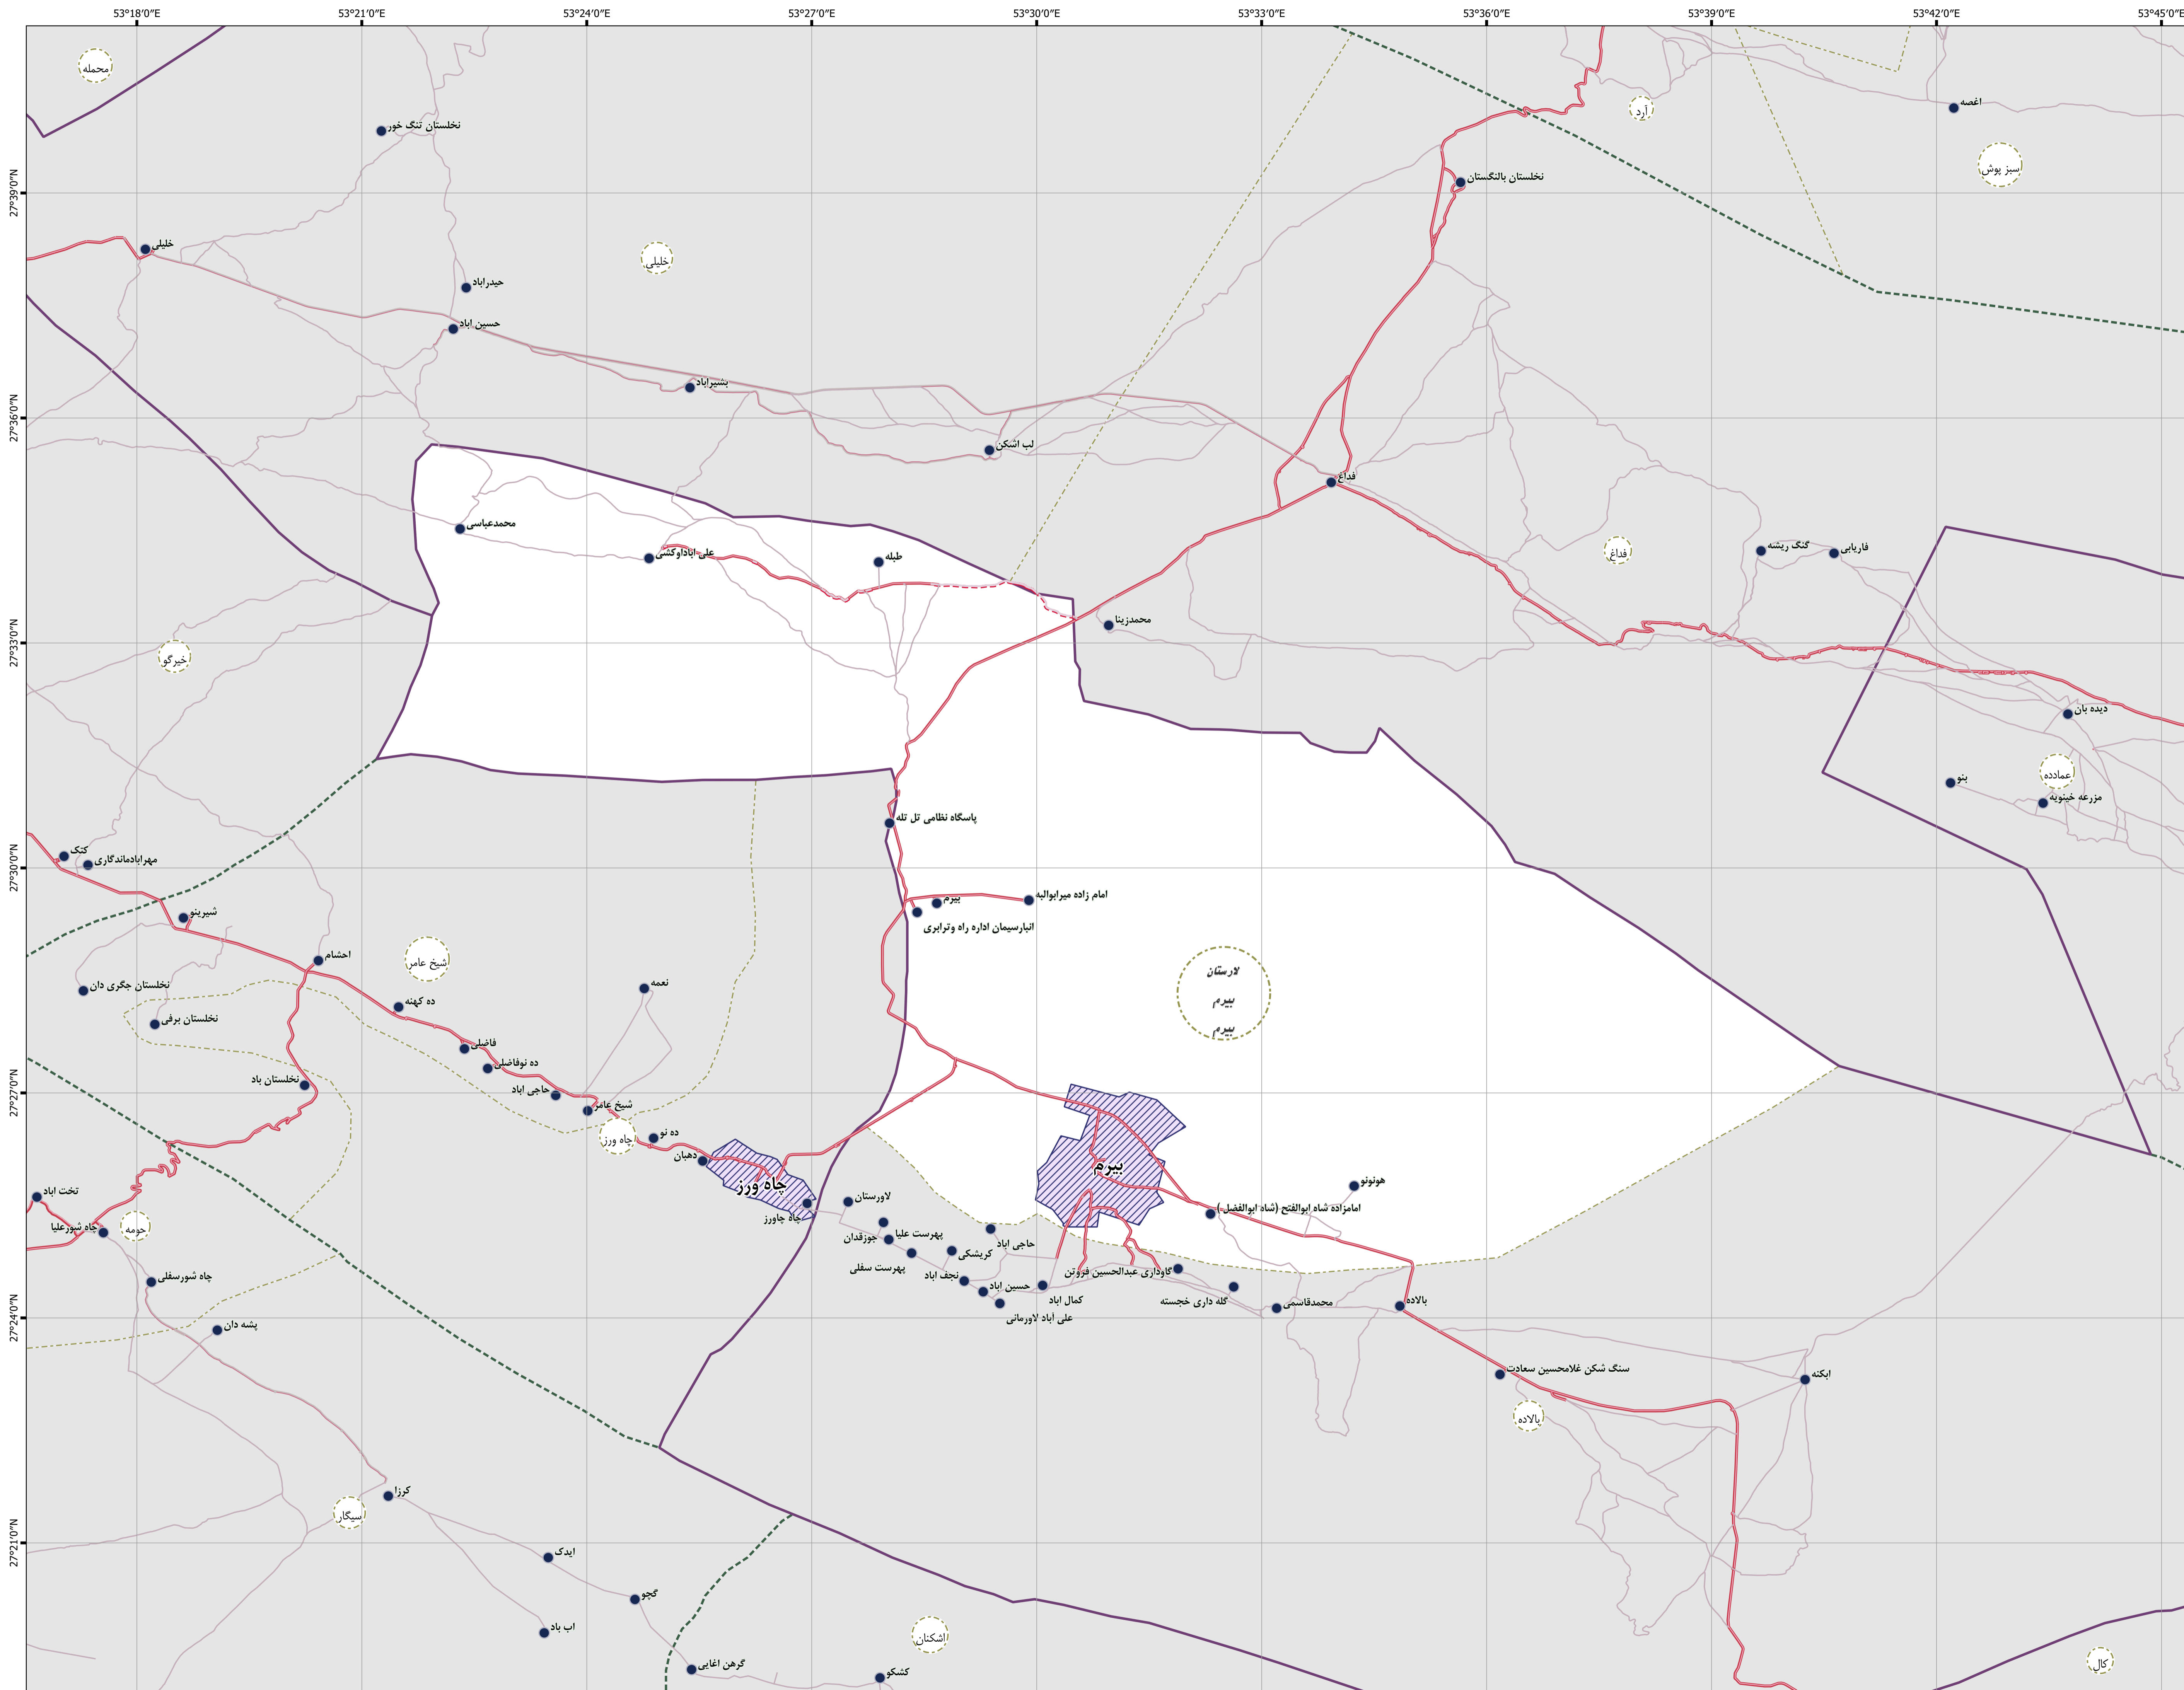 53°18'0"E 53°21'0"E 53°24'0"E 53°27'0"E 53°30'0"E 53°33'0"E 53°36'0"E 53°39'0"E 53°42'0"E 53°45'0"E
محمله
آرد
اغصه
نخلستان تنگ خور
سبز پوش
نخلستان بالنگستان
27°39'0"N
خلیلی
خلیلی
حیدراباد
حسین اباد
بشیراباد
27°36'0"N
لب اشکن
فداغ
محمدعباسی
علی اباداوکشی
طبله
فداغ
گنگ ریشه
فاریابی
محمدزینا
27°33'0"N
خیرگو
دیده بان
عمادده
بنو
مزرعه خینویه
پاسگاه نظامی تل تله
کتک
مهرابادماندگاری
27°30'0"N
امام زاده میرابوالبه
بیرم
انبارسیمان اداره راه وترابری
شیرینو
احشام
شیخ عامر
نخلستان جگری دان
نعمه
لارستان
بیرم
بیرم
ده کهنه
نخلستان برفی
فاضلی
ده نوفاضلی
نخلستان باد
حاجی اباد
27°27'0"N
شیخ عامر
چاه ورز
ده نو
دهبان
بیرم
چاه ورز
هونونو
تخت اباد
لاورستان
چاه چاورز
امامزاده شاه ابوالفتح (شاه ابوالفضل)
حومه
چاه شورعلیا
پهرست علیا
جوزقدان
حاجی اباد
کریشکی
پهرست سفلی
نجف اباد
گاوداری عبدالحسین فروتن
چاه شورسفلی
حسین اباد
کمال اباد
گله داری خجسته
محمدقاسمی
بالاده
علی آباد لاورمانی
27°24'0"N
پشه دان
سنگ شکن غلامحسین سعادت
ابکنه
بالاده
کرزا
سیگار
27°21'0"N
ایدک
گچو
اب باد
اشکنان
گرهن اغایی
کشکو
کال